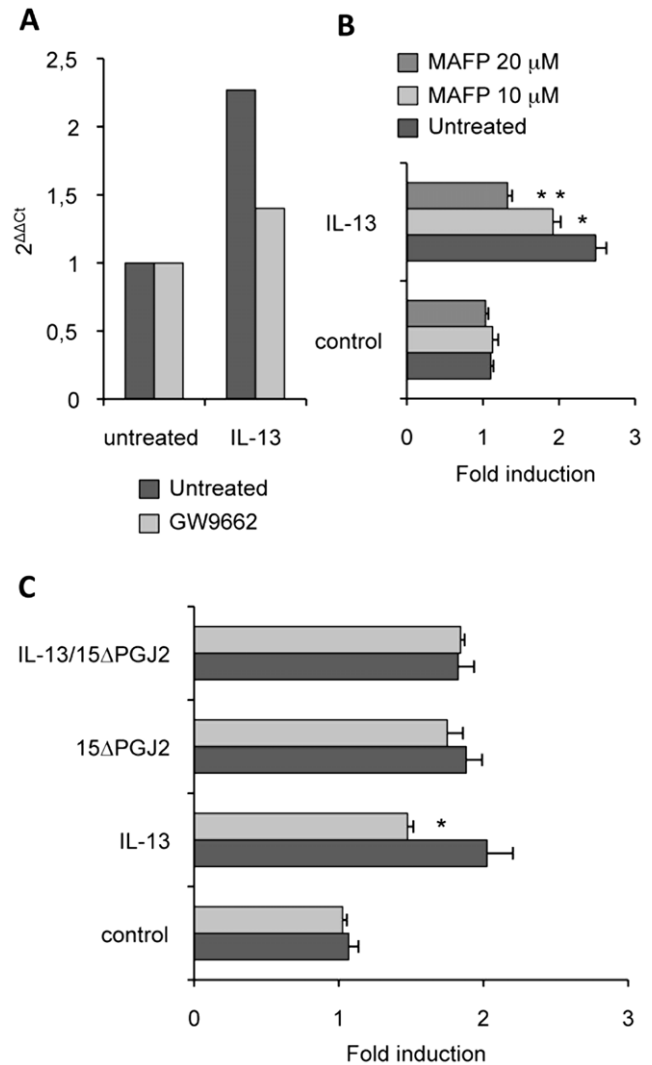 A
2,5
2
1,5
1
0,5
0
2ΔΔCt
untreated IL-13
Untreated
GW9662
B
MAFP 20 μM
MAFP 10 μM
Untreated
* *
IL-13
*
control
0 1 2 3
Fold induction
C
IL-13/15ΔPGJ2
15ΔPGJ2
IL-13
*
control
0 1 2 3
Fold induction